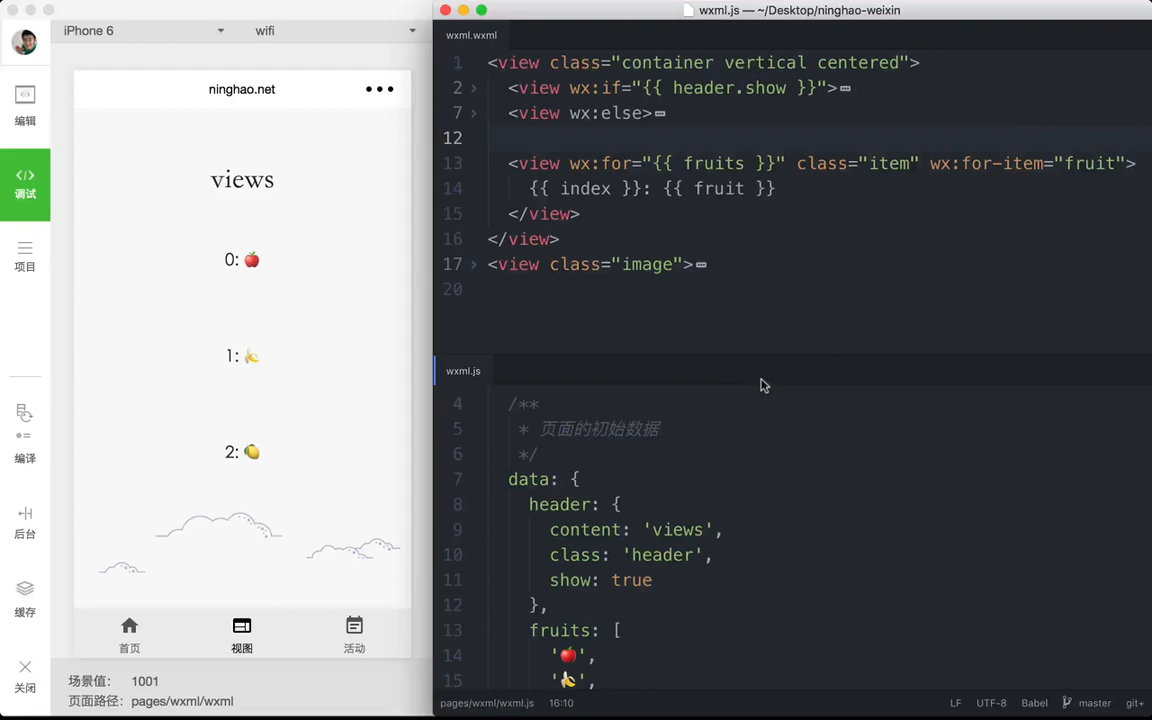 wxml.js — ~/Desktop/ninghao-weixin
iPhone 6
wifi
编辑
调试
项目
编译
后台
缓存
关闭
ninghao.net
views
0: 🍎
1: 🍌
2: 🍋
首页
视图
活动
场景值: 1001
页面路径: pages/wxml/wxml
wxml.wxml
1 <view class="container vertical centered">
2 <view wx:if="{{ header.show }}">
7 <view wx:else>
12
13 <view wx:for="{{ fruits }}" class="item" wx:for-item="fruit">
14 {{ index }}: {{ fruit }}
15 </view>
16 </view>
17 <view class="image">
20
wxml.js
4 /**
5 * 页面的初始数据
6 */
7 data: {
8 header: {
9 content: 'views',
10 class: 'header',
11 show: true
12 },
13 fruits: [
14 '🍎',
15 '🍌',
pages/wxml/wxml.js 16:10 LF UTF-8 Babel master git+